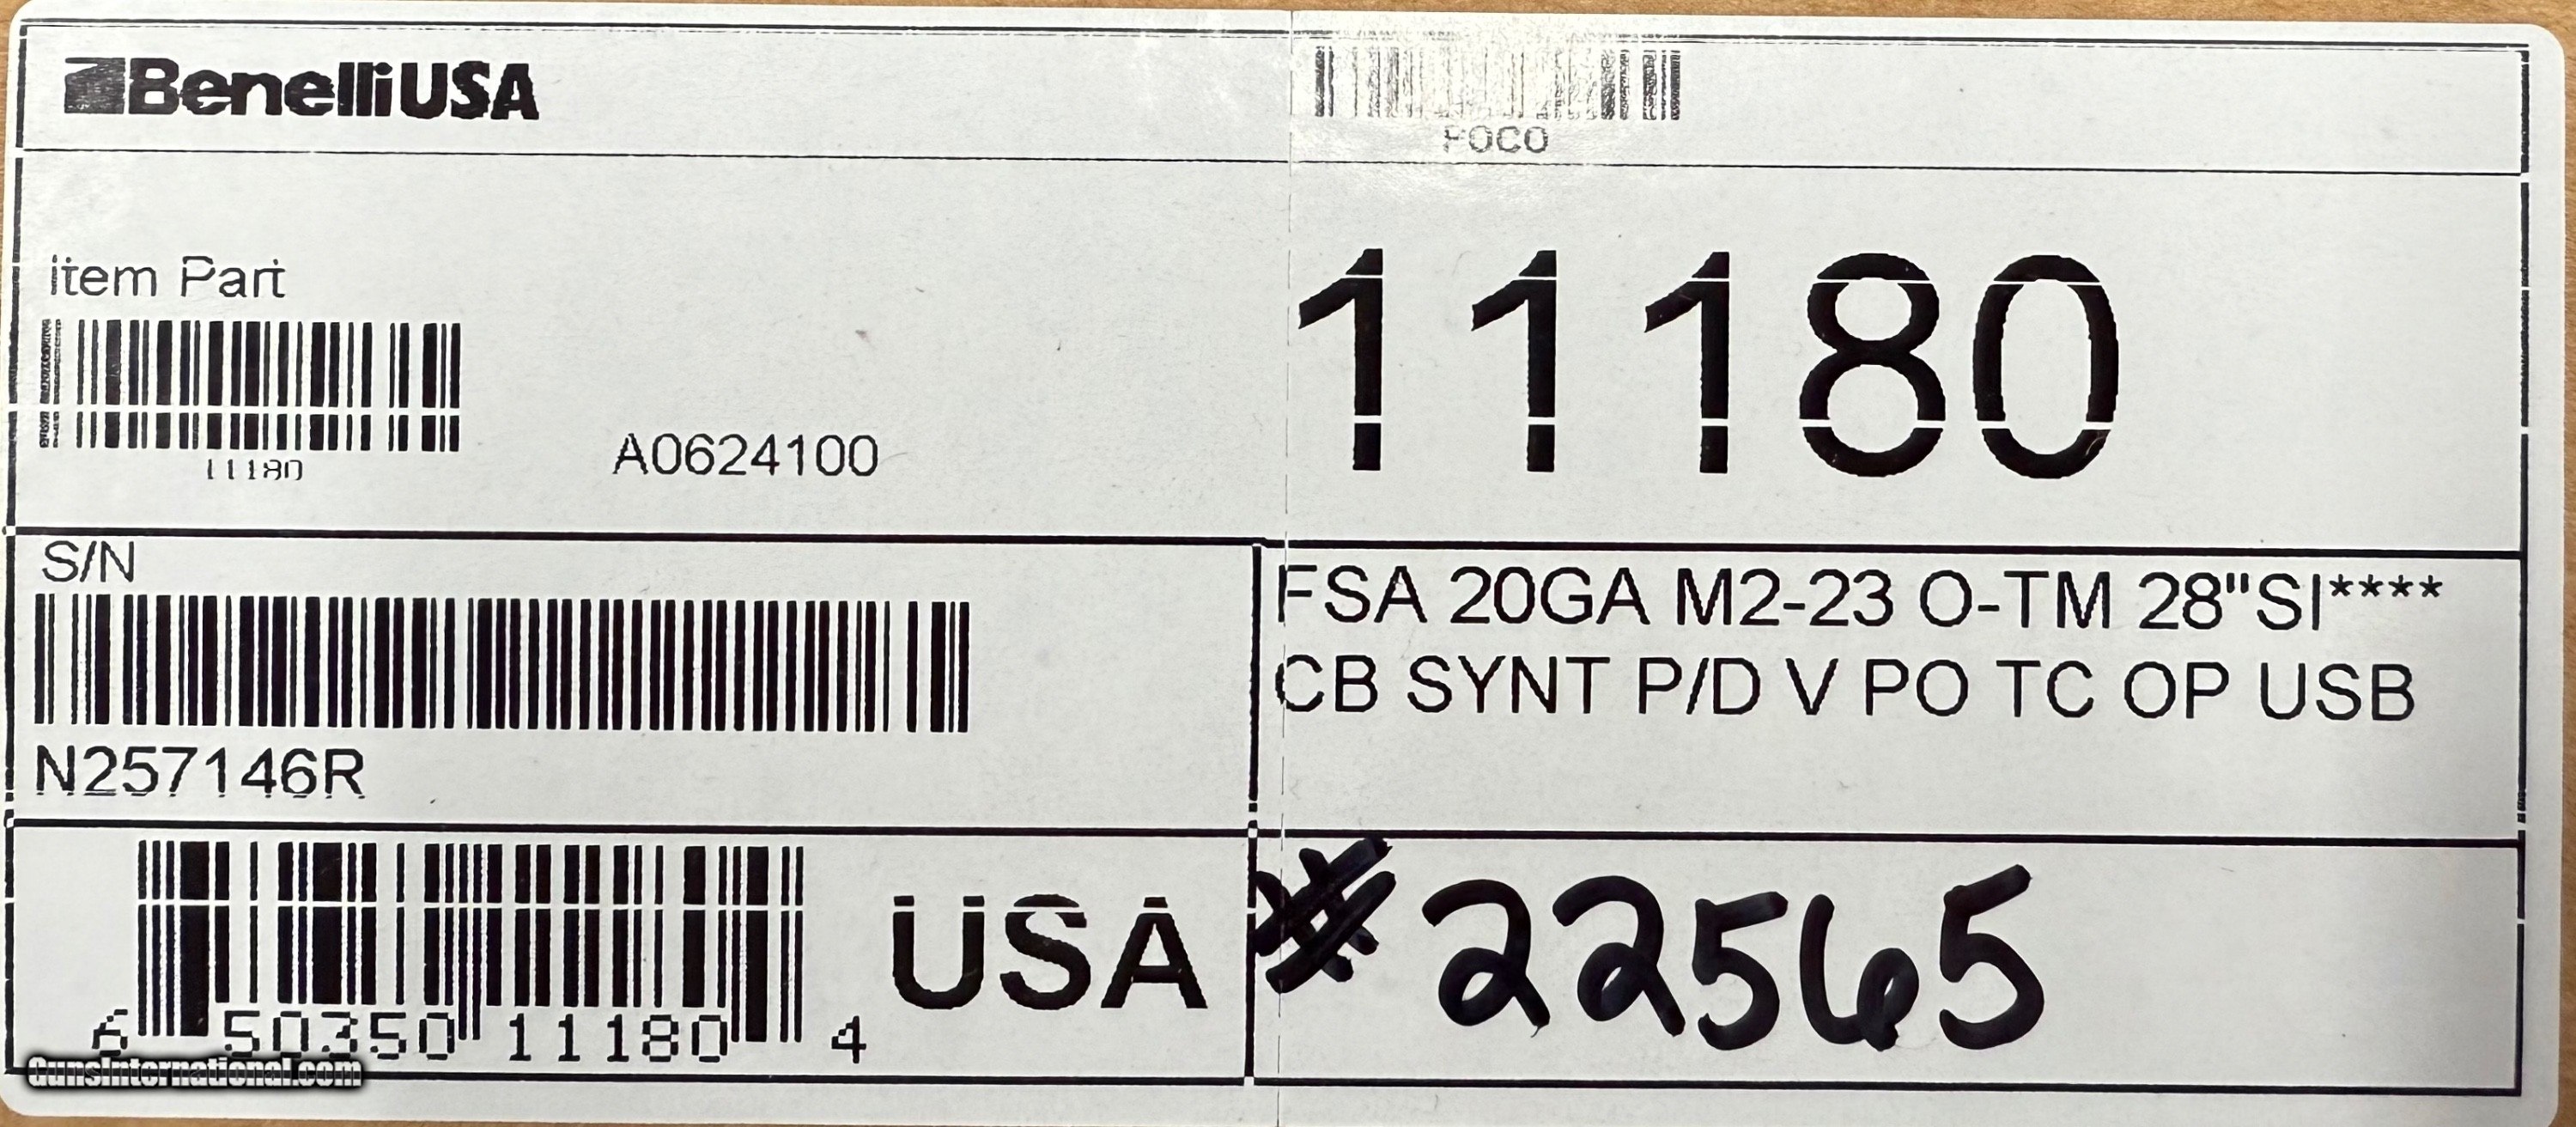 BenelliUSA
POCO
item Part
11180
11180
A0624100
S/N
N257146R
FSA 20GA M2-23 O-TM 28"SI****
CB SYNT P/D V PO TC OP USB
6 50350 11180 4
USA
# 22565
GunsInternational.com